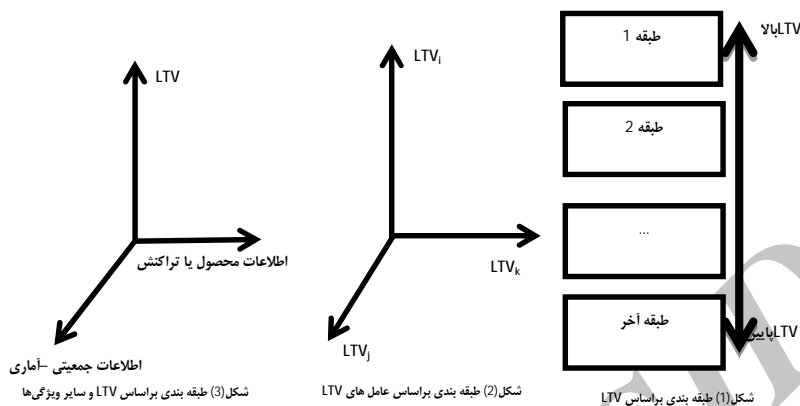 LTVبالا
طبقه 1
طبقه 2
...
طبقه آخر
LTVپایین
شکل(1) طبقه بندی براساس LTV
LTVi
LTVk
LTVj
شکل(2) طبقه بندی براساس عامل های LTV
LTV
اطلاعات محصول یا تراکنش
اطلاعات جمعیتی –آماری
شکل(3) طبقه بندی براساس LTV و سایر ویژگی‌ها